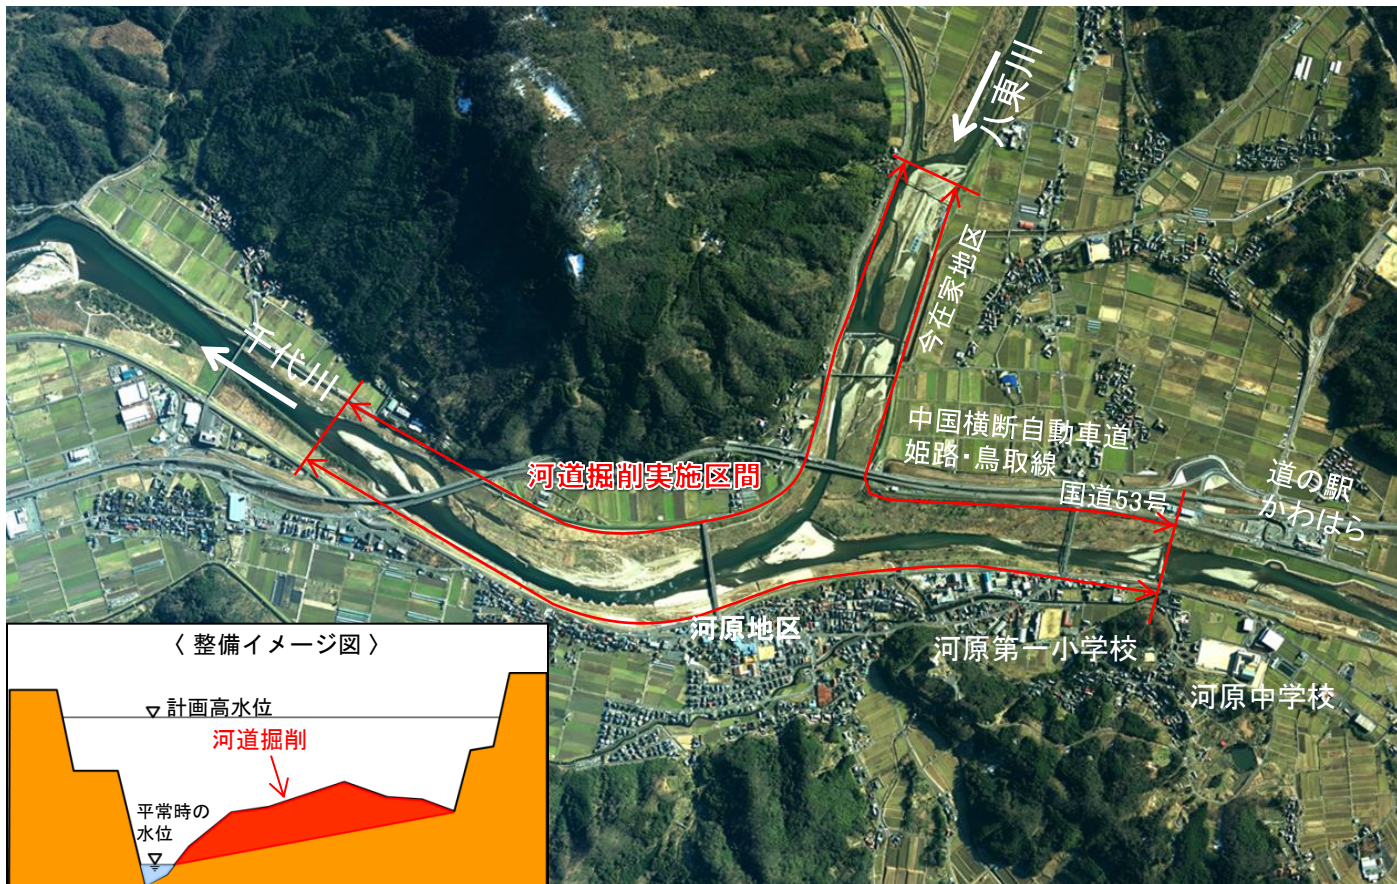 八東川
今在家地区
千代川
中国横断自動車道
姫路・鳥取線
河道掘削実施区間
国道53号
道の駅
かわはら
河原地区
河原第一小学校
河原中学校
〈 整備イメージ図 〉
計画高水位
河道掘削
平常時の
水位